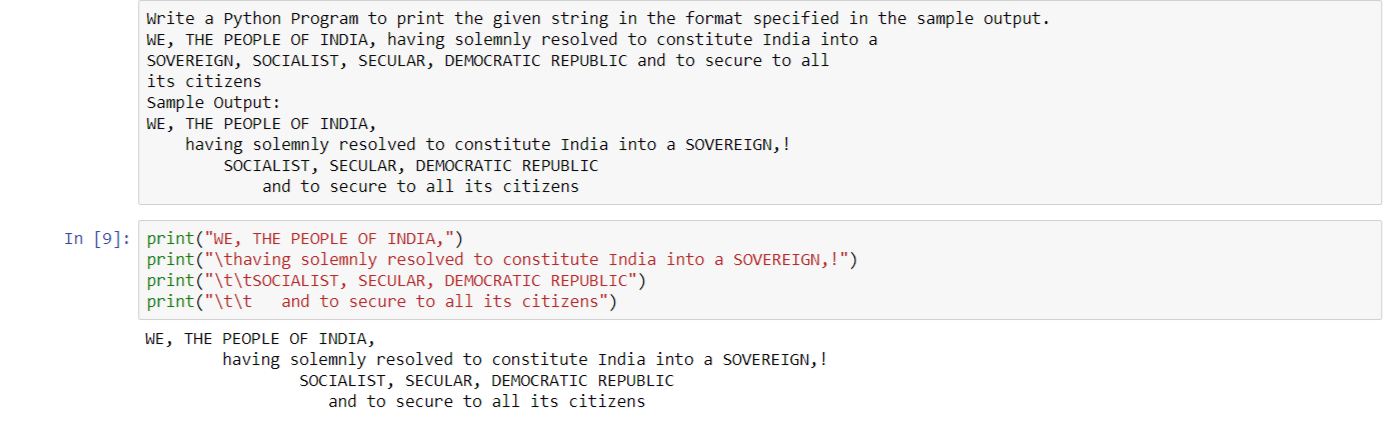 Write a Python Program to print the given string in the format specified in the sample output.
WE, THE PEOPLE OF INDIA, having solemnly resolved to constitute India into a
SOVEREIGN, SOCIALIST, SECULAR, DEMOCRATIC REPUBLIC and to secure to all
its citizens
Sample Output:
WE, THE PEOPLE OF INDIA,
    having solemnly resolved to constitute India into a SOVEREIGN,!
        SOCIALIST, SECULAR, DEMOCRATIC REPUBLIC
            and to secure to all its citizens
In [9]: print("WE, THE PEOPLE OF INDIA,")
print("\thaving solemnly resolved to constitute India into a SOVEREIGN,!")
print("\t\tSOCIALIST, SECULAR, DEMOCRATIC REPUBLIC")
print("\t\t   and to secure to all its citizens")
WE, THE PEOPLE OF INDIA,
        having solemnly resolved to constitute India into a SOVEREIGN,!
                SOCIALIST, SECULAR, DEMOCRATIC REPUBLIC
                   and to secure to all its citizens